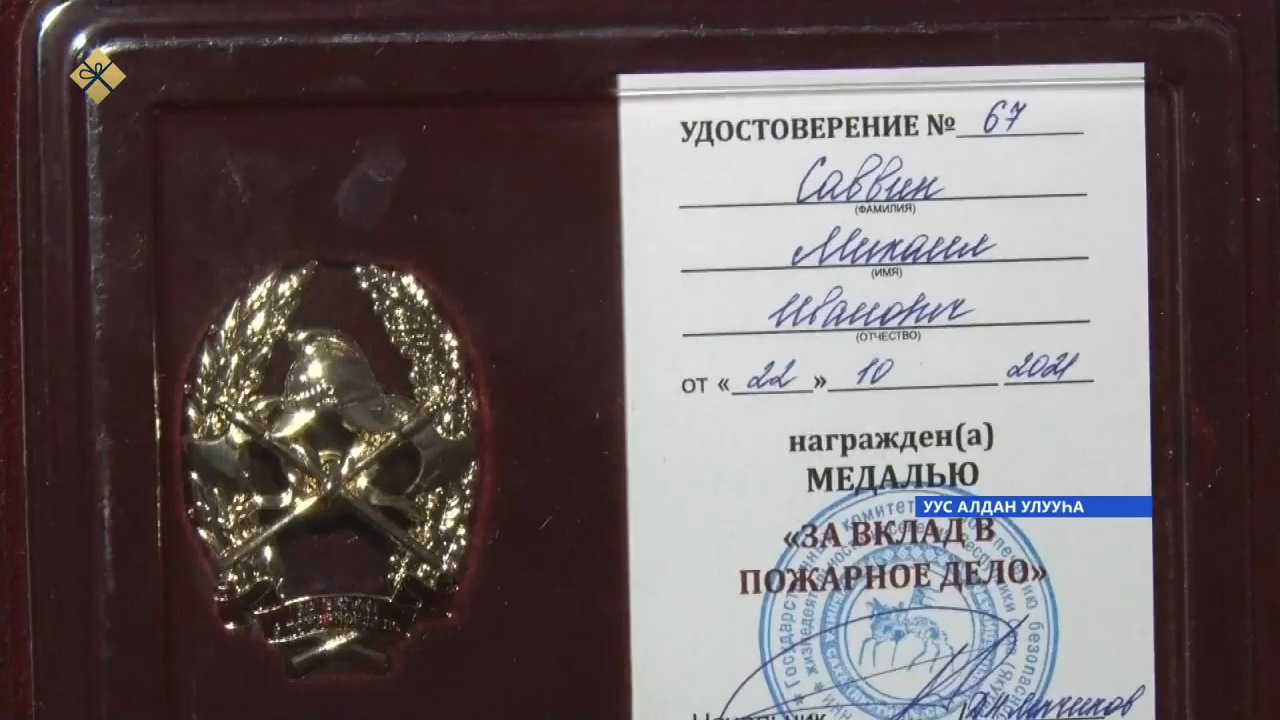 УДОСТОВЕРЕНИЕ № 67
Саввин
(ФАМИЛИЯ)
Михаил
(ИМЯ)
Иванович
(ОТЧЕСТВО)
от « 22 » 10 2021
награжден(а)
МЕДАЛЬЮ
УУС АЛДАН УЛУУҺА
«ЗА ВКЛАД В
ПОЖАРНОЕ ДЕЛО»